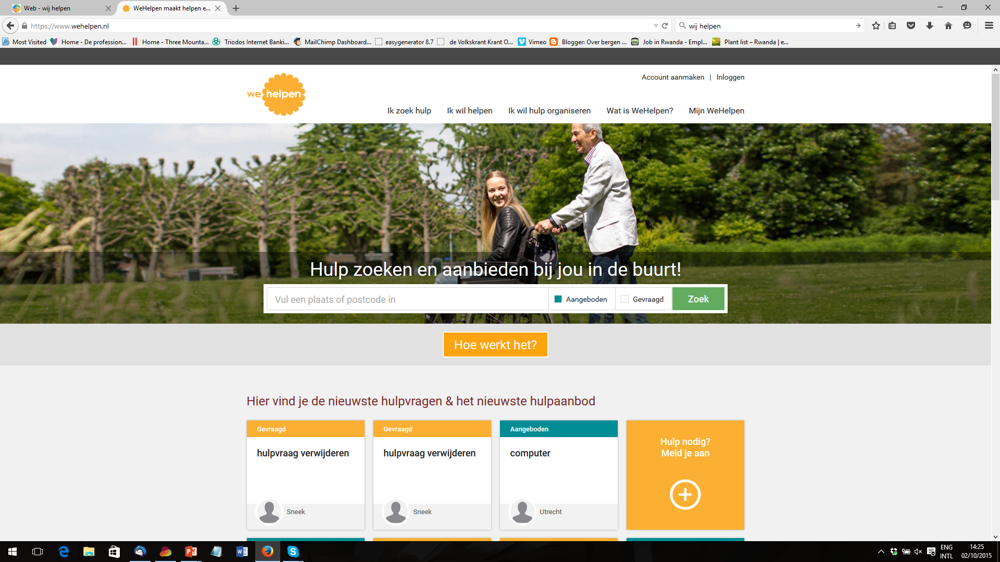 Web - wij helpen
WeHelpen maakt helpen e...
https://www.wehelpen.nl
wij helpen
Most Visited
Home - De profession...
Home - Three Mounta...
Triodos Internet Banki...
MailChimp Dashboard...
easygenerator 8.7
de Volkskrant Krant O...
Vimeo
Blogger: Over bergen ...
Job in Rwanda - Empl...
Plant list – Rwanda | e...
Account aanmaken | Inloggen
we helpen
Ik zoek hulp
Ik wil helpen
Ik wil hulp organiseren
Wat is WeHelpen?
Mijn WeHelpen
Hulp zoeken en aanbieden bij jou in de buurt!
Vul een plaats of postcode in
Aangeboden
Gevraagd
Zoek
Hoe werkt het?
Hier vind je de nieuwste hulpvragen & het nieuwste hulpaanbod
Gevraagd
hulpvraag verwijderen
Sneek
Gevraagd
hulpvraag verwijderen
Sneek
Aangeboden
computer
Utrecht
Hulp nodig?
Meld je aan
ENG
INTL
14:25
02/10/2015